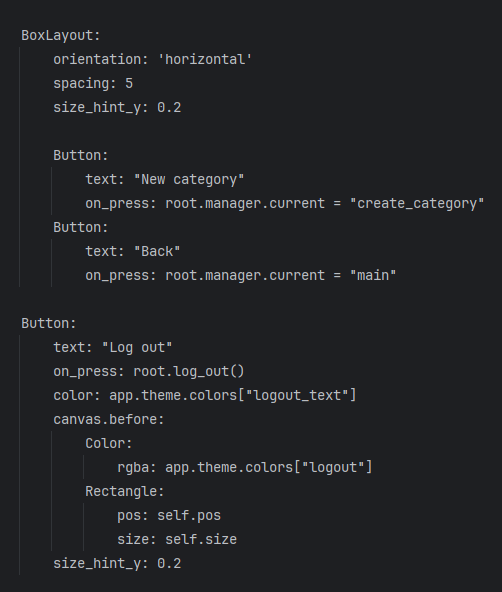 BoxLayout:
    orientation: 'horizontal'
    spacing: 5
    size_hint_y: 0.2

    Button:
        text: "New category"
        on_press: root.manager.current = "create_category"
    Button:
        text: "Back"
        on_press: root.manager.current = "main"

Button:
    text: "Log out"
    on_press: root.log_out()
    color: app.theme.colors["logout_text"]
    canvas.before:
        Color:
            rgba: app.theme.colors["logout"]
        Rectangle:
            pos: self.pos
            size: self.size
    size_hint_y: 0.2